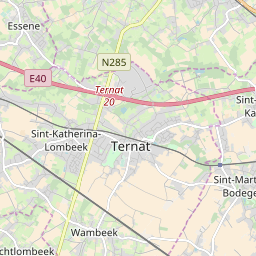 Essene
N285
E40
Ternat
20
Sint-
Ka
Sint-Katherina-
Lombeek
Ternat
Sint-Mart
Bodege
Wambeek
chtlombeek